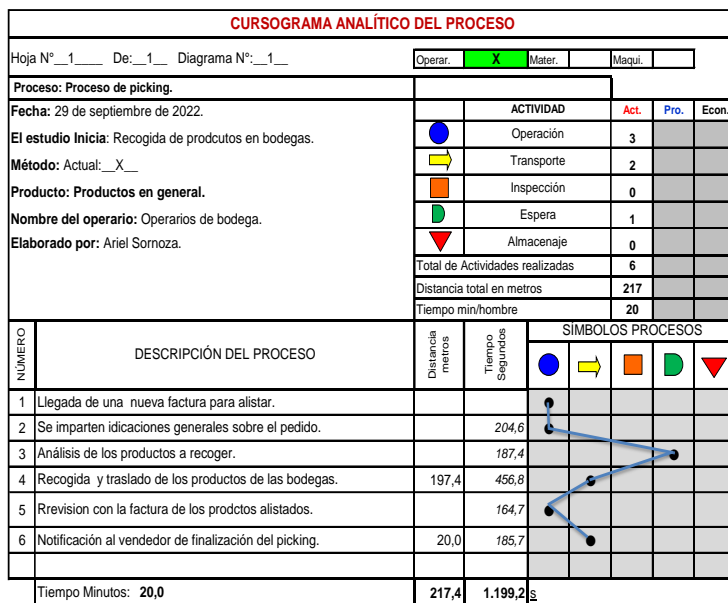 CURSOGRAMA ANALÍTICO DEL PROCESO
Hoja N°__1____ De:__1__ Diagrama N°:__1__ Operar. X Mater. Maqui.
Proceso: Proceso de picking.
Fecha: 29 de septiembre de 2022. ACTIVIDAD Act. Pro. Econ.
El estudio Inicia: Recogida de prodcutos en bodegas. Operación 3
Método: Actual:__X__ Transporte 2
Producto: Productos en general. Inspección 0
Nombre del operario: Operarios de bodega. Espera 1
Elaborado por: Ariel Sornoza. Almacenaje 0
Total de Actividades realizadas 6
Distancia total en metros 217
Tiempo min/hombre 20
NÚMERO DESCRIPCIÓN DEL PROCESO Distancia metros Tiempo Segundos SÍMBOLOS PROCESOS
1 Llegada de una nueva factura para alistar.
2 Se imparten idicaciones generales sobre el pedido. 204,6
3 Análisis de los productos a recoger. 187,4
4 Recogida y traslado de los productos de las bodegas. 197,4 456,8
5 Rrevision con la factura de los prodctos alistados. 164,7
6 Notificación al vendedor de finalización del picking. 20,0 185,7
Tiempo Minutos: 20,0 217,4 1.199,2 s